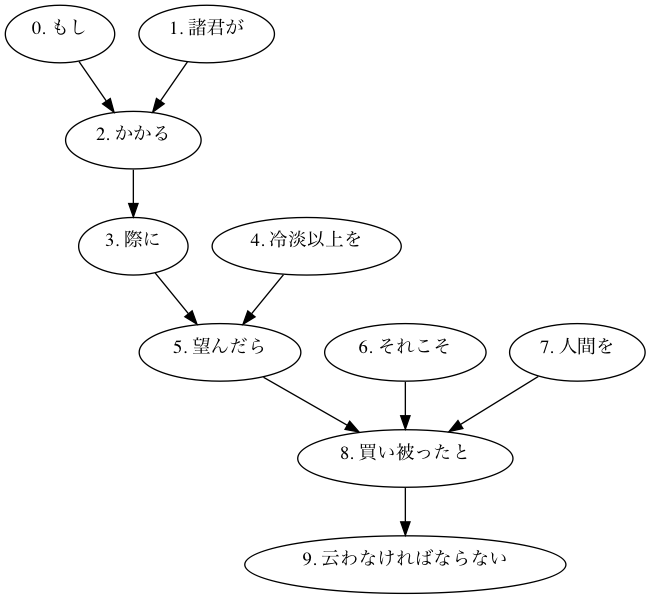 0. もし
1. 諸君が
2. かかる
3. 際に
4. 冷淡以上を
5. 望んだら
6. それこそ
7. 人間を
8. 買い被ったと
9. 云わなければならない